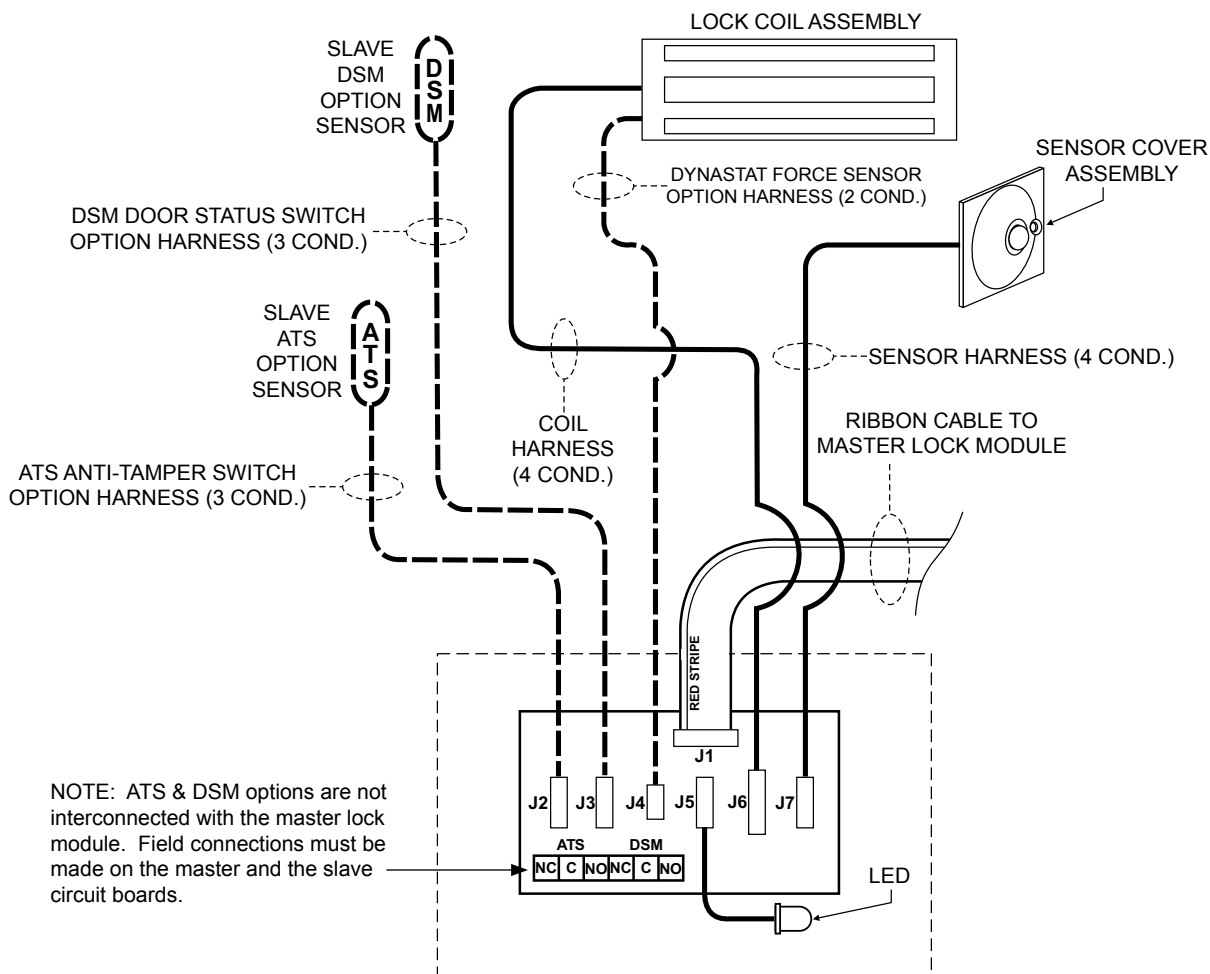 LOCK COIL ASSEMBLY
SLAVE
DSM
OPTION
SENSOR
DSM
SENSOR COVER
ASSEMBLY
DYNASTAT FORCE SENSOR
OPTION HARNESS (2 COND.)
DSM DOOR STATUS SWITCH
OPTION HARNESS (3 COND.)
SLAVE
ATS
OPTION
SENSOR
ATS
SENSOR HARNESS (4 COND.)
COIL
HARNESS
(4 COND.)
RIBBON CABLE TO
MASTER LOCK MODULE
ATS ANTI-TAMPER SWITCH
OPTION HARNESS (3 COND.)
RED STRIPE
J1
J2 J3 J4 J5 J6 J7
NOTE: ATS & DSM options are not
interconnected with the master lock
module. Field connections must be
made on the master and the slave
circuit boards.
ATS DSM
NC C NO NC C NO
LED